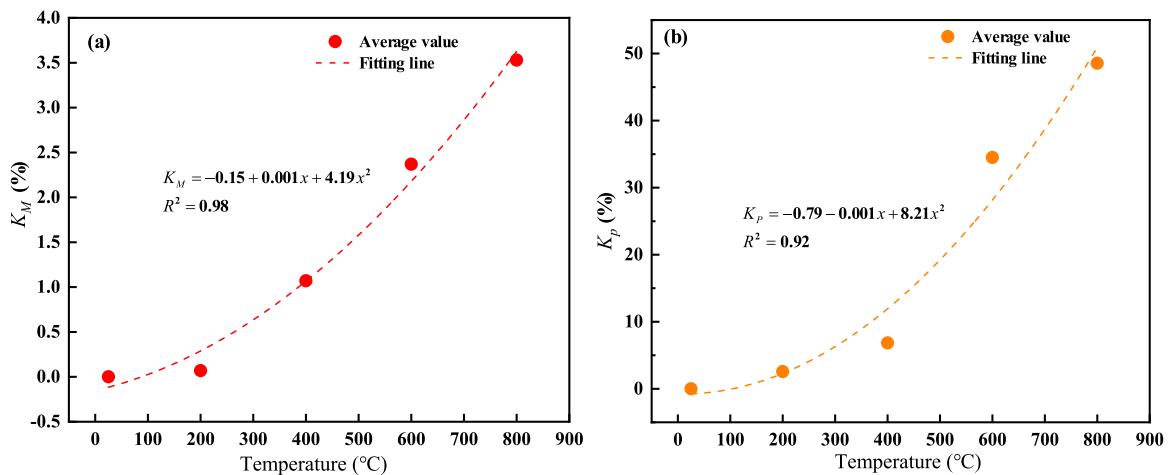 (a)
Average value
Fitting line
K_M = −0.15 + 0.001x + 4.19x²
R² = 0.98
K_M (%)
4.0
3.5
3.0
2.5
2.0
1.5
1.0
0.5
0.0
-0.5
0 100 200 300 400 500 600 700 800 900
Temperature (℃)
(b)
Average value
Fitting line
K_P = −0.79 − 0.001x + 8.21x²
R² = 0.92
K_p (%)
50
40
30
20
10
0
0 100 200 300 400 500 600 700 800 900
Temperature (℃)